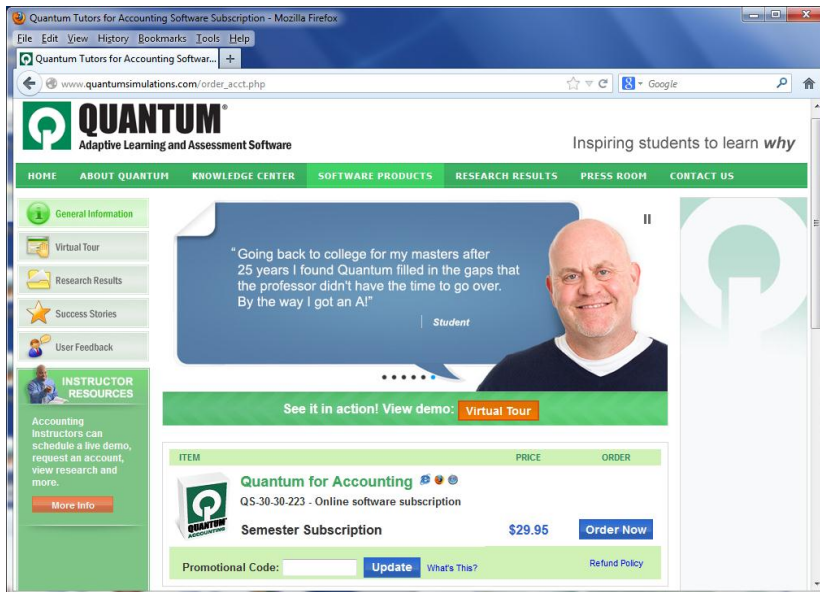 Quantum Tutors for Accounting Software Subscription - Mozilla Firefox
File Edit View History Bookmarks Tools Help
Quantum Tutors for Accounting Softwar... +
www.quantumsimulations.com/order_acct.php
Google
QUANTUM®
Adaptive Learning and Assessment Software
Inspiring students to learn why
HOME ABOUT QUANTUM KNOWLEDGE CENTER SOFTWARE PRODUCTS RESEARCH RESULTS PRESS ROOM CONTACT US
General Information
Virtual Tour
Research Results
Success Stories
User Feedback
INSTRUCTOR
RESOURCES
Accounting
Instructors can
schedule a live demo,
request an account,
view research and
more.
More Info
"Going back to college for my masters after
25 years I found Quantum filled in the gaps that
the professor didn't have the time to go over.
By the way I got an A!"
Student
See it in action! View demo: Virtual Tour
ITEM PRICE ORDER
Quantum for Accounting
QS-30-30-223 - Online software subscription
Semester Subscription $29.95 Order Now
QUANTUM
ACCOUNTING
Promotional Code: Update What's This? Refund Policy